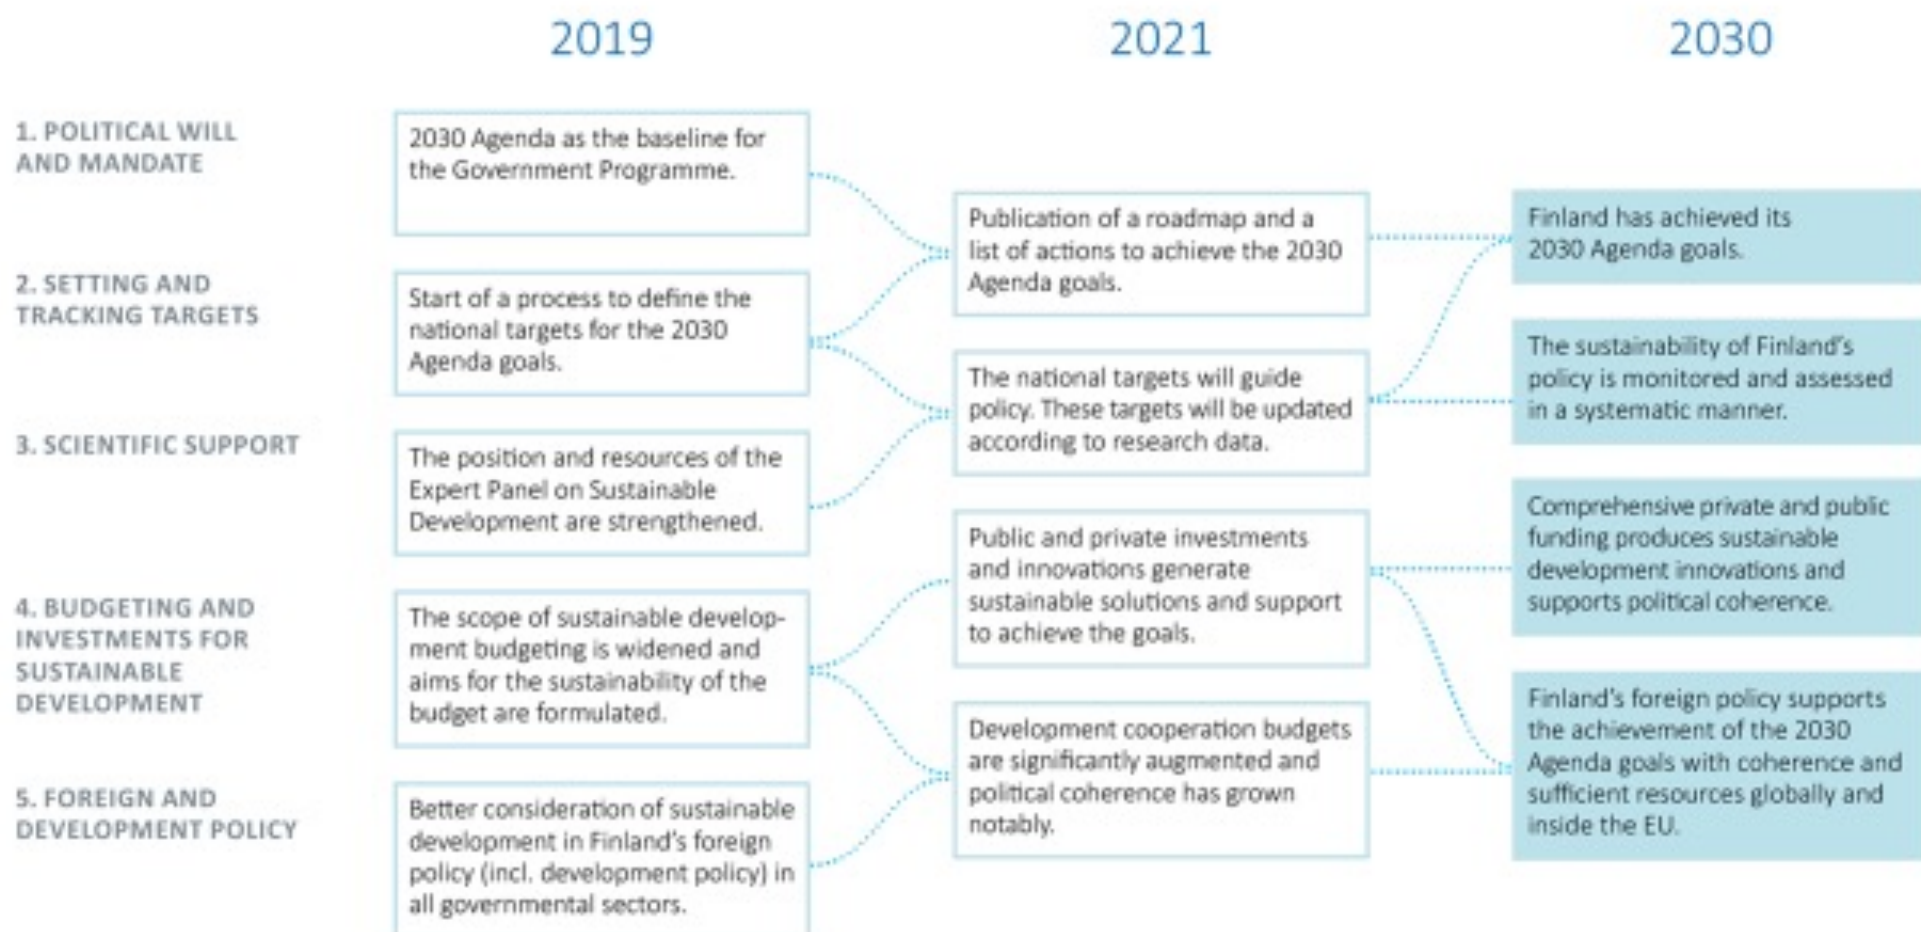 2019
2021
2030
1. POLITICAL WILL
AND MANDATE
2. SETTING AND
TRACKING TARGETS
3. SCIENTIFIC SUPPORT
4. BUDGETING AND
INVESTMENTS FOR
SUSTAINABLE
DEVELOPMENT
5. FOREIGN AND
DEVELOPMENT POLICY
2030 Agenda as the baseline for
the Government Programme.
Start of a process to define the
national targets for the 2030
Agenda goals.
The position and resources of the
Expert Panel on Sustainable
Development are strengthened.
The scope of sustainable develop-
ment budgeting is widened and
aims for the sustainability of the
budget are formulated.
Better consideration of sustainable
development in Finland's foreign
policy (incl. development policy) in
all governmental sectors.
Publication of a roadmap and a
list of actions to achieve the 2030
Agenda goals.
The national targets will guide
policy. These targets will be updated
according to research data.
Public and private investments
and innovations generate
sustainable solutions and support
to achieve the goals.
Development cooperation budgets
are significantly augmented and
political coherence has grown
notably.
Finland has achieved its
2030 Agenda goals.
The sustainability of Finland's
policy is monitored and assessed
in a systematic manner.
Comprehensive private and public
funding produces sustainable
development innovations and
supports political coherence.
Finland's foreign policy supports
the achievement of the 2030
Agenda goals with coherence and
sufficient resources globally and
inside the EU.